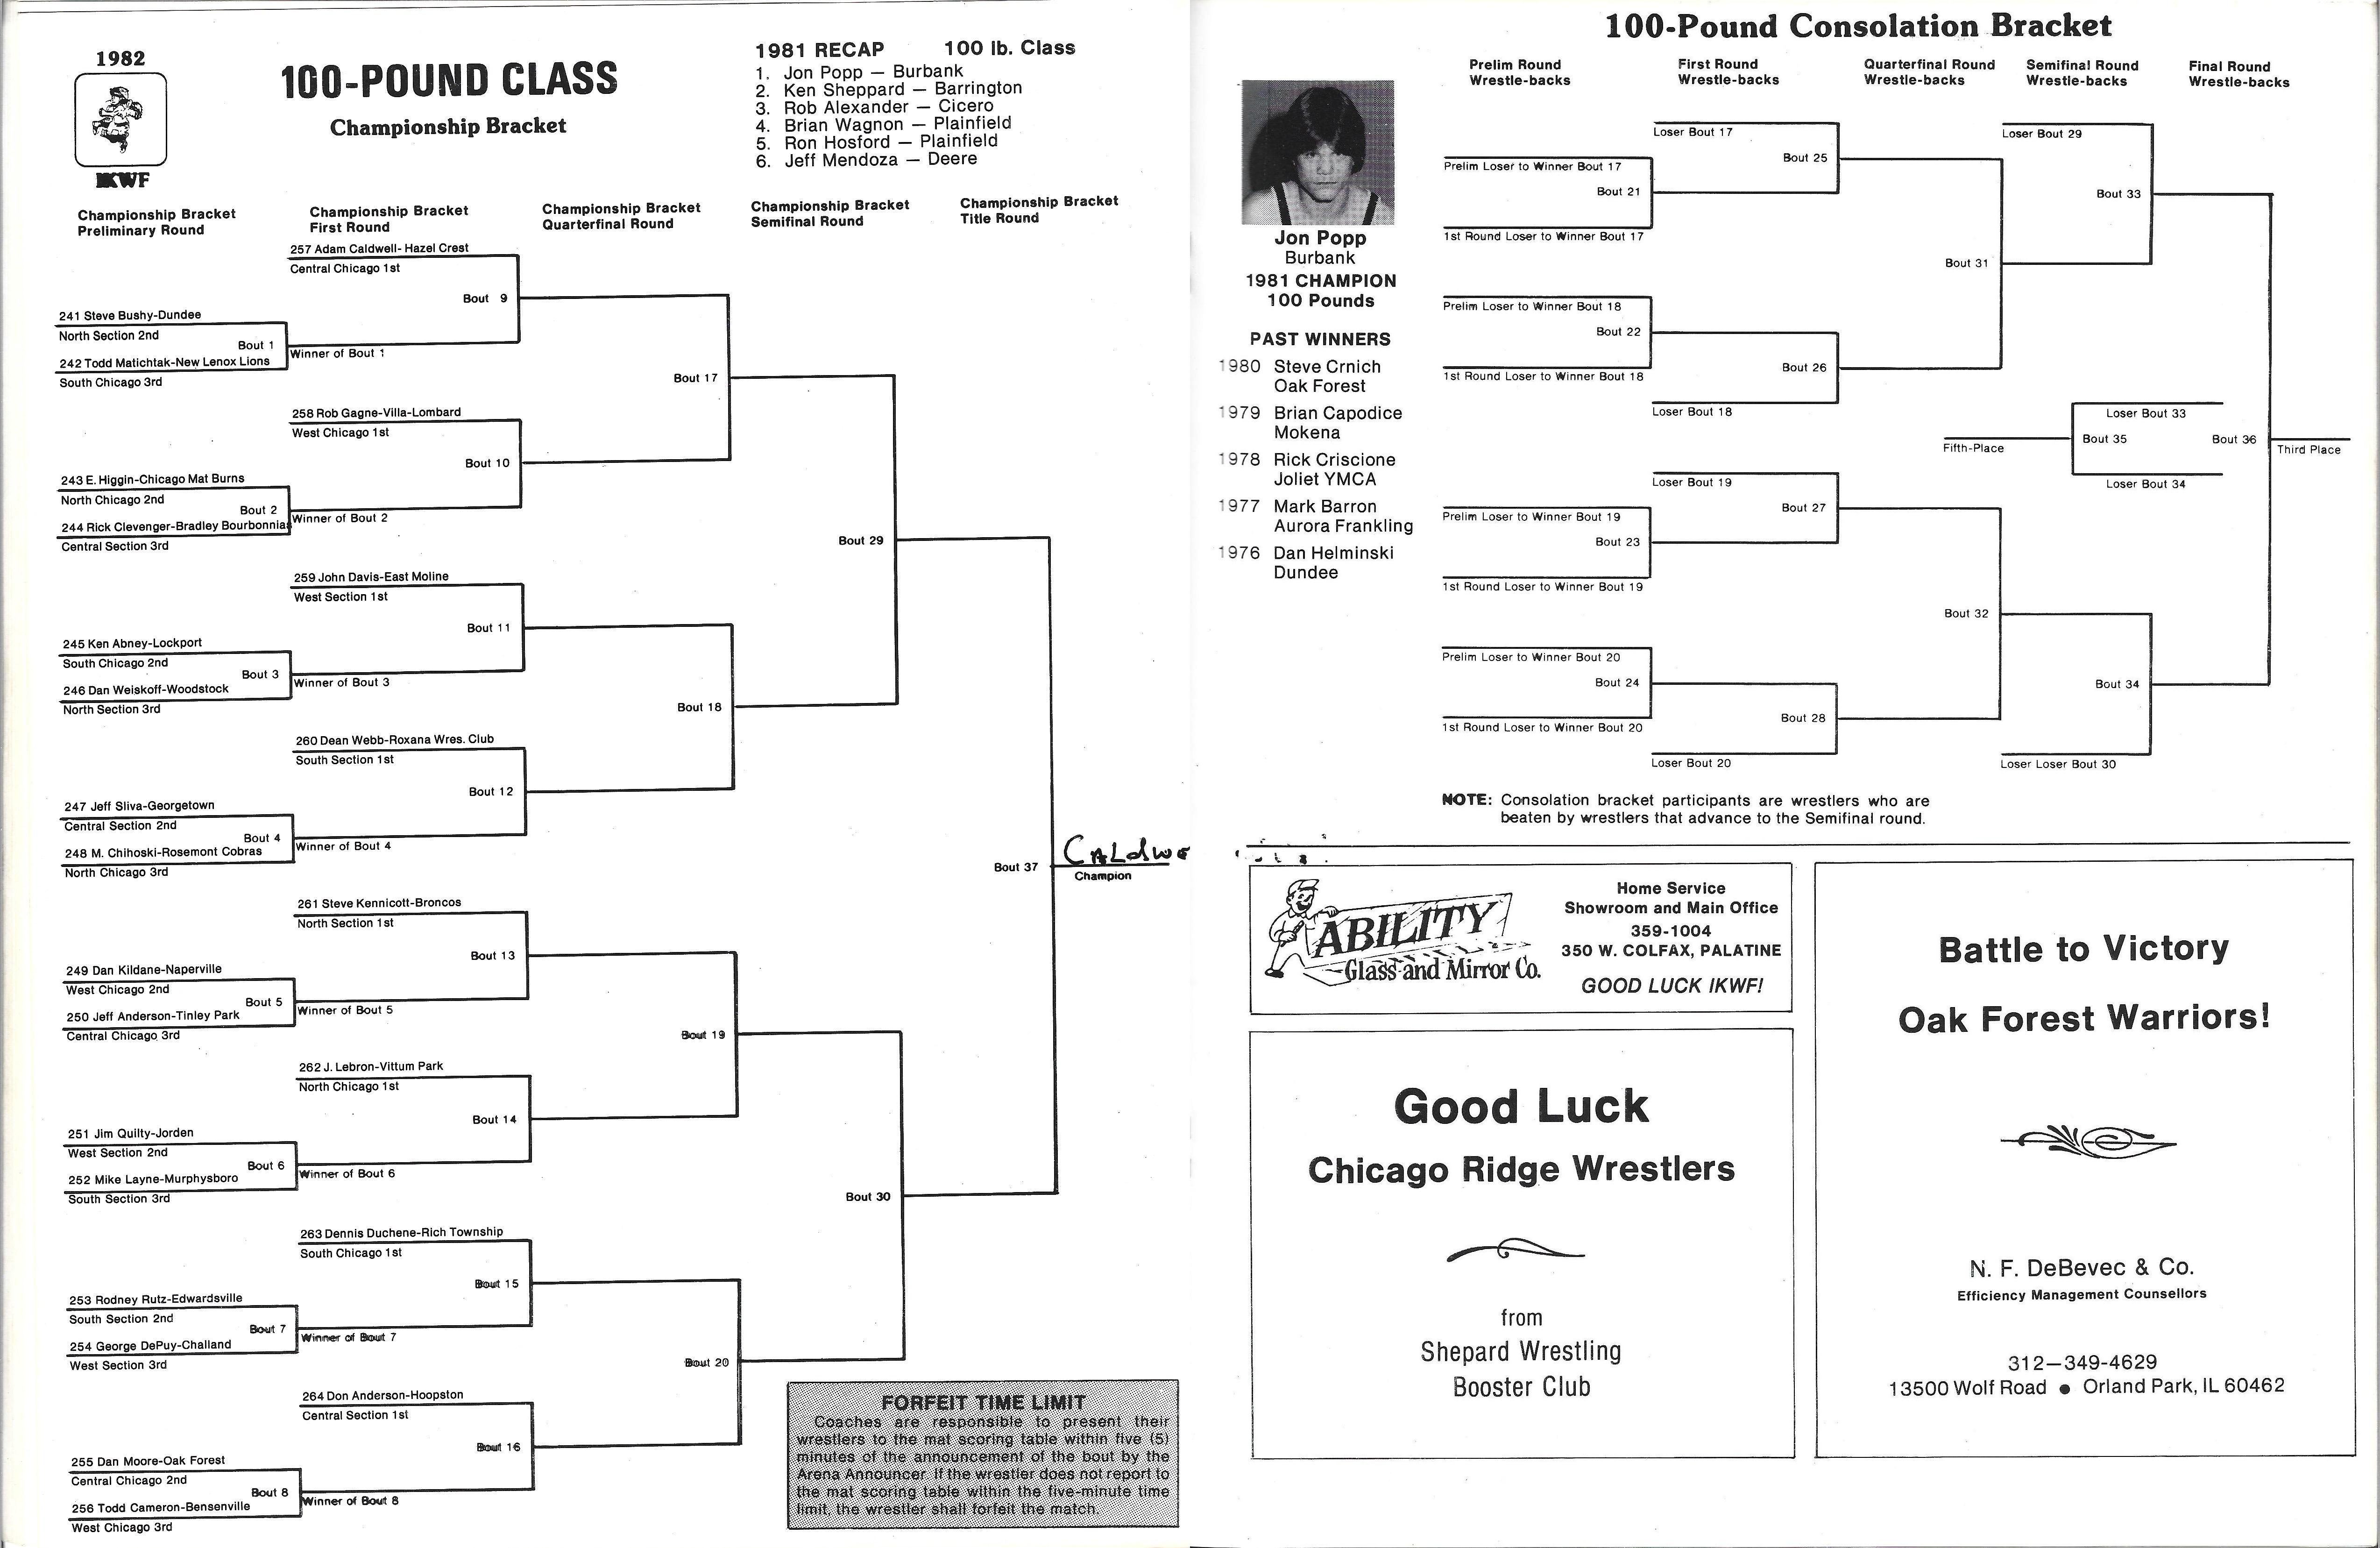 1982
IKWF
100-POUND CLASS
Championship Bracket
1981 RECAP 100 lb. Class
1. Jon Popp — Burbank
2. Ken Sheppard — Barrington
3. Rob Alexander — Cicero
4. Brian Wagnon — Plainfield
5. Ron Hosford — Plainfield
6. Jeff Mendoza — Deere
Championship Bracket
Preliminary Round
Championship Bracket
First Round
Championship Bracket
Quarterfinal Round
Championship Bracket
Semifinal Round
Championship Bracket
Title Round
257 Adam Caldwell- Hazel Crest
Central Chicago 1st
Bout 9
241 Steve Bushy-Dundee
North Section 2nd
Bout 1
Winner of Bout 1
242 Todd Matichtak-New Lenox Lions
South Chicago 3rd
Bout 17
258 Rob Gagne-Villa-Lombard
West Chicago 1st
Bout 10
243 E. Higgin-Chicago Mat Burns
North Chicago 2nd
Bout 2
Winner of Bout 2
244 Rick Clevenger-Bradley Bourbonnia
Central Section 3rd
Bout 29
259 John Davis-East Moline
West Section 1st
Bout 11
245 Ken Abney-Lockport
South Chicago 2nd
Bout 3
Winner of Bout 3
246 Dan Weiskoff-Woodstock
North Section 3rd
Bout 18
260 Dean Webb-Roxana Wres. Club
South Section 1st
Bout 12
247 Jeff Sliva-Georgetown
Central Section 2nd
Bout 4
Winner of Bout 4
248 M. Chihoski-Rosemont Cobras
North Chicago 3rd
Bout 37
CALdwe
Champion
261 Steve Kennicott-Broncos
North Section 1st
Bout 13
249 Dan Kildane-Naperville
West Chicago 2nd
Bout 5
Winner of Bout 5
250 Jeff Anderson-Tinley Park
Central Chicago 3rd
Bout 19
262 J. Lebron-Vittum Park
North Chicago 1st
Bout 14
251 Jim Quilty-Jorden
West Section 2nd
Bout 6
Winner of Bout 6
252 Mike Layne-Murphysboro
South Section 3rd
Bout 30
263 Dennis Duchene-Rich Township
South Chicago 1st
Bout 15
253 Rodney Rutz-Edwardsville
South Section 2nd
Bout 7
Winner of Bout 7
254 George DePuy-Challand
West Section 3rd
Bout 20
264 Don Anderson-Hoopston
Central Section 1st
Bout 16
255 Dan Moore-Oak Forest
Central Chicago 2nd
Bout 8
Winner of Bout 8
256 Todd Cameron-Bensenville
West Chicago 3rd
FORFEIT TIME LIMIT
Coaches are responsible to present their
wrestlers to the mat scoring table within five (5)
minutes of the announcement of the bout by the
Arena Announcer. If the wrestler does not report to
the mat scoring table within the five-minute time
limit, the wrestler shall forfeit the match.
100-Pound Consolation Bracket
Prelim Round
Wrestle-backs
First Round
Wrestle-backs
Quarterfinal Round
Wrestle-backs
Semifinal Round
Wrestle-backs
Final Round
Wrestle-backs
Jon Popp
Burbank
1981 CHAMPION
100 Pounds
PAST WINNERS
1980 Steve Crnich
Oak Forest
1979 Brian Capodice
Mokena
1978 Rick Criscione
Joliet YMCA
1977 Mark Barron
Aurora Frankling
1976 Dan Helminski
Dundee
Loser Bout 17
Bout 25
Prelim Loser to Winner Bout 17
Bout 21
1st Round Loser to Winner Bout 17
Loser Bout 29
Bout 33
Bout 31
Prelim Loser to Winner Bout 18
Bout 22
1st Round Loser to Winner Bout 18
Bout 26
Loser Bout 18
Loser Bout 33
Fifth-Place
Bout 35
Bout 36
Third Place
Loser Bout 34
Loser Bout 19
Bout 27
Prelim Loser to Winner Bout 19
Bout 23
1st Round Loser to Winner Bout 19
Bout 32
Prelim Loser to Winner Bout 20
Bout 24
1st Round Loser to Winner Bout 20
Bout 34
Bout 28
Loser Bout 20
Loser Loser Bout 30
NOTE: Consolation bracket participants are wrestlers who are
beaten by wrestlers that advance to the Semifinal round.
ABILITY
Glass and Mirror Co.
Home Service
Showroom and Main Office
359-1004
350 W. COLFAX, PALATINE
GOOD LUCK IKWF!
Good Luck
Chicago Ridge Wrestlers
from
Shepard Wrestling
Booster Club
Battle to Victory
Oak Forest Warriors!
N. F. DeBevec & Co.
Efficiency Management Counsellors
312—349-4629
13500 Wolf Road ● Orland Park, IL 60462